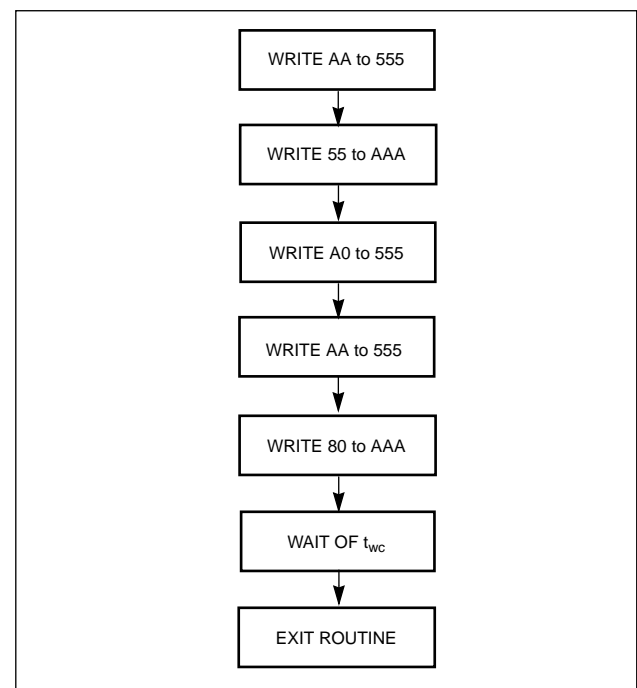 WRITE AA to 555
WRITE 55 to AAA
WRITE A0 to 555
WRITE AA to 555
WRITE 80 to AAA
WAIT OF twc
EXIT ROUTINE